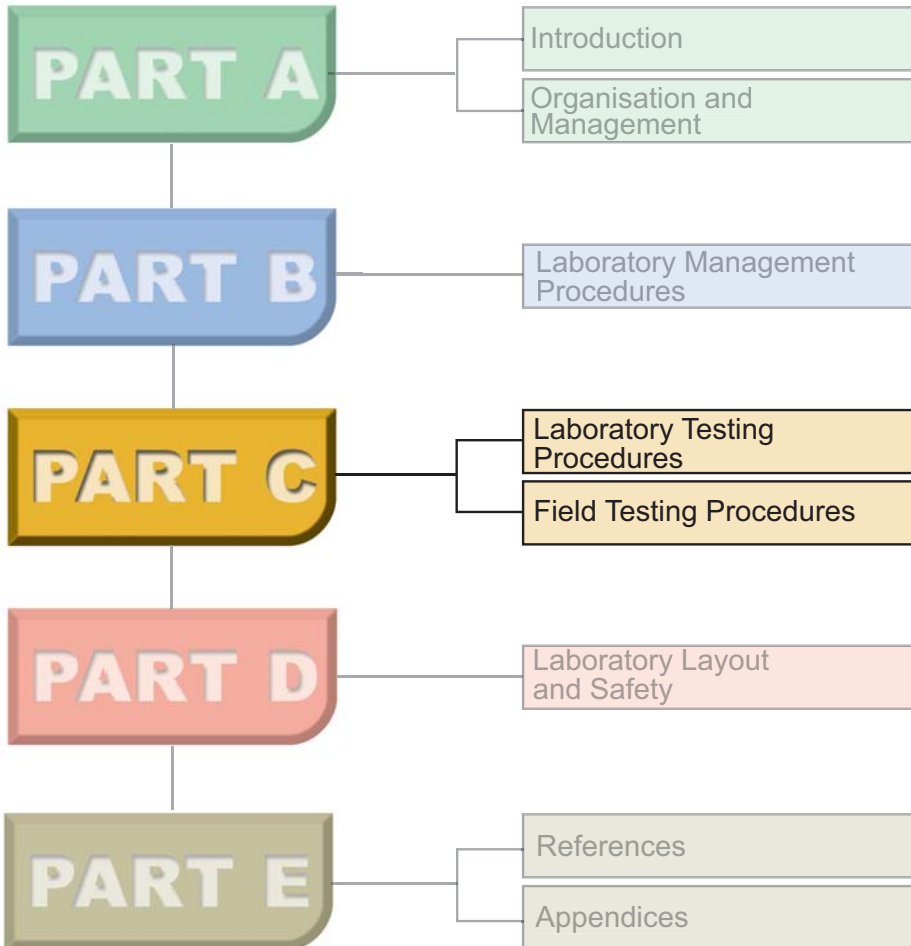 PART A
Introduction
Organisation and
Management
PART B
Laboratory Management
Procedures
PART C
Laboratory Testing
Procedures
Field Testing Procedures
PART D
Laboratory Layout
and Safety
PART E
References
Appendices